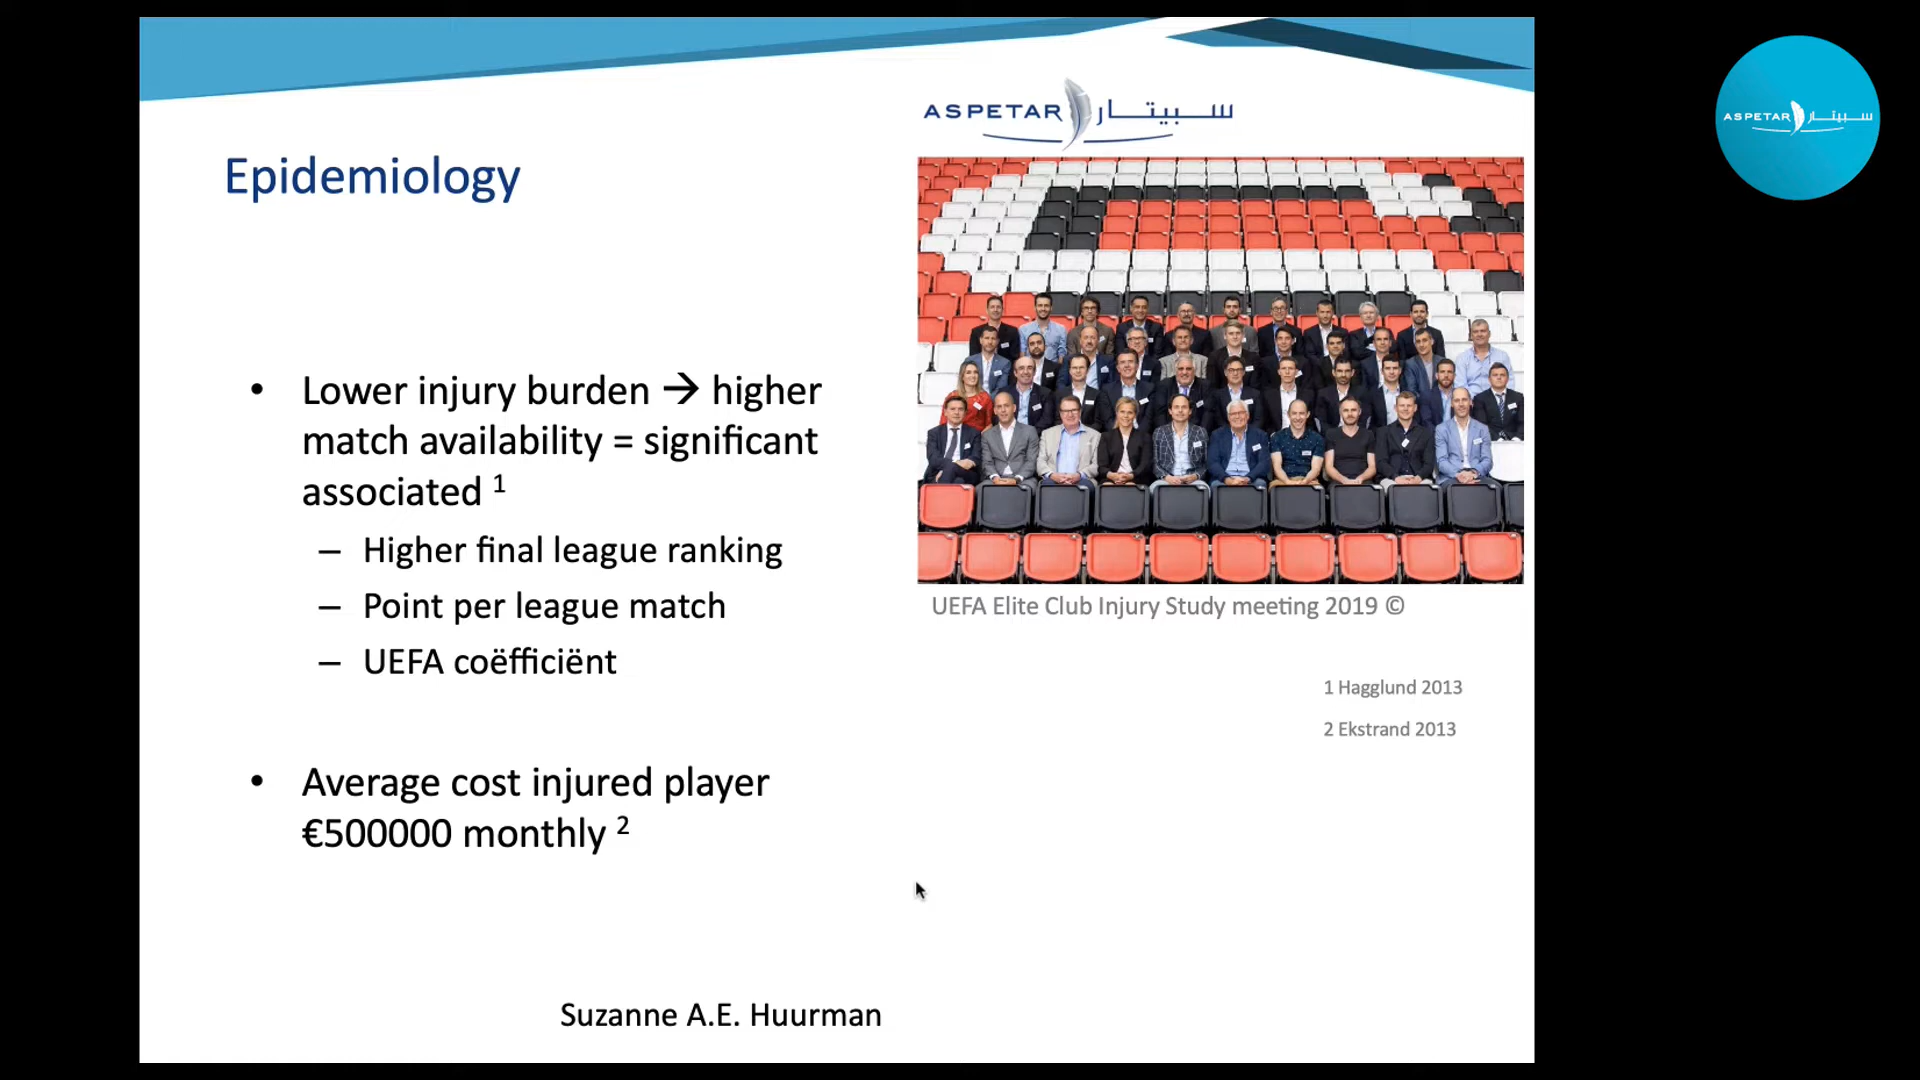 ASPETAR سبيتار
ASPETAR سبيتار
Epidemiology
• Lower injury burden → higher
match availability = significant
associated 1
– Higher final league ranking
– Point per league match
– UEFA coëfficiënt
• Average cost injured player
€500000 monthly 2
UEFA Elite Club Injury Study meeting 2019 ©
1 Hagglund 2013
2 Ekstrand 2013
Suzanne A.E. Huurman